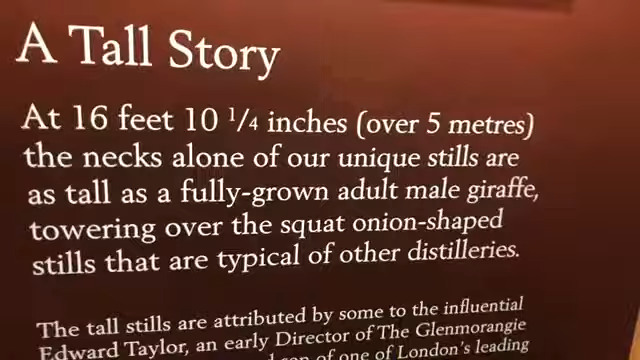 A Tall Story
At 16 feet 10 1/4 inches (over 5 metres)
the necks alone of our unique stills are
as tall as a fully-grown adult male giraffe,
towering over the squat onion-shaped
stills that are typical of other distilleries.
The tall stills are attributed by some to the influential
Edward Taylor, an early Director of The Glenmorangie
son of one of London's leading